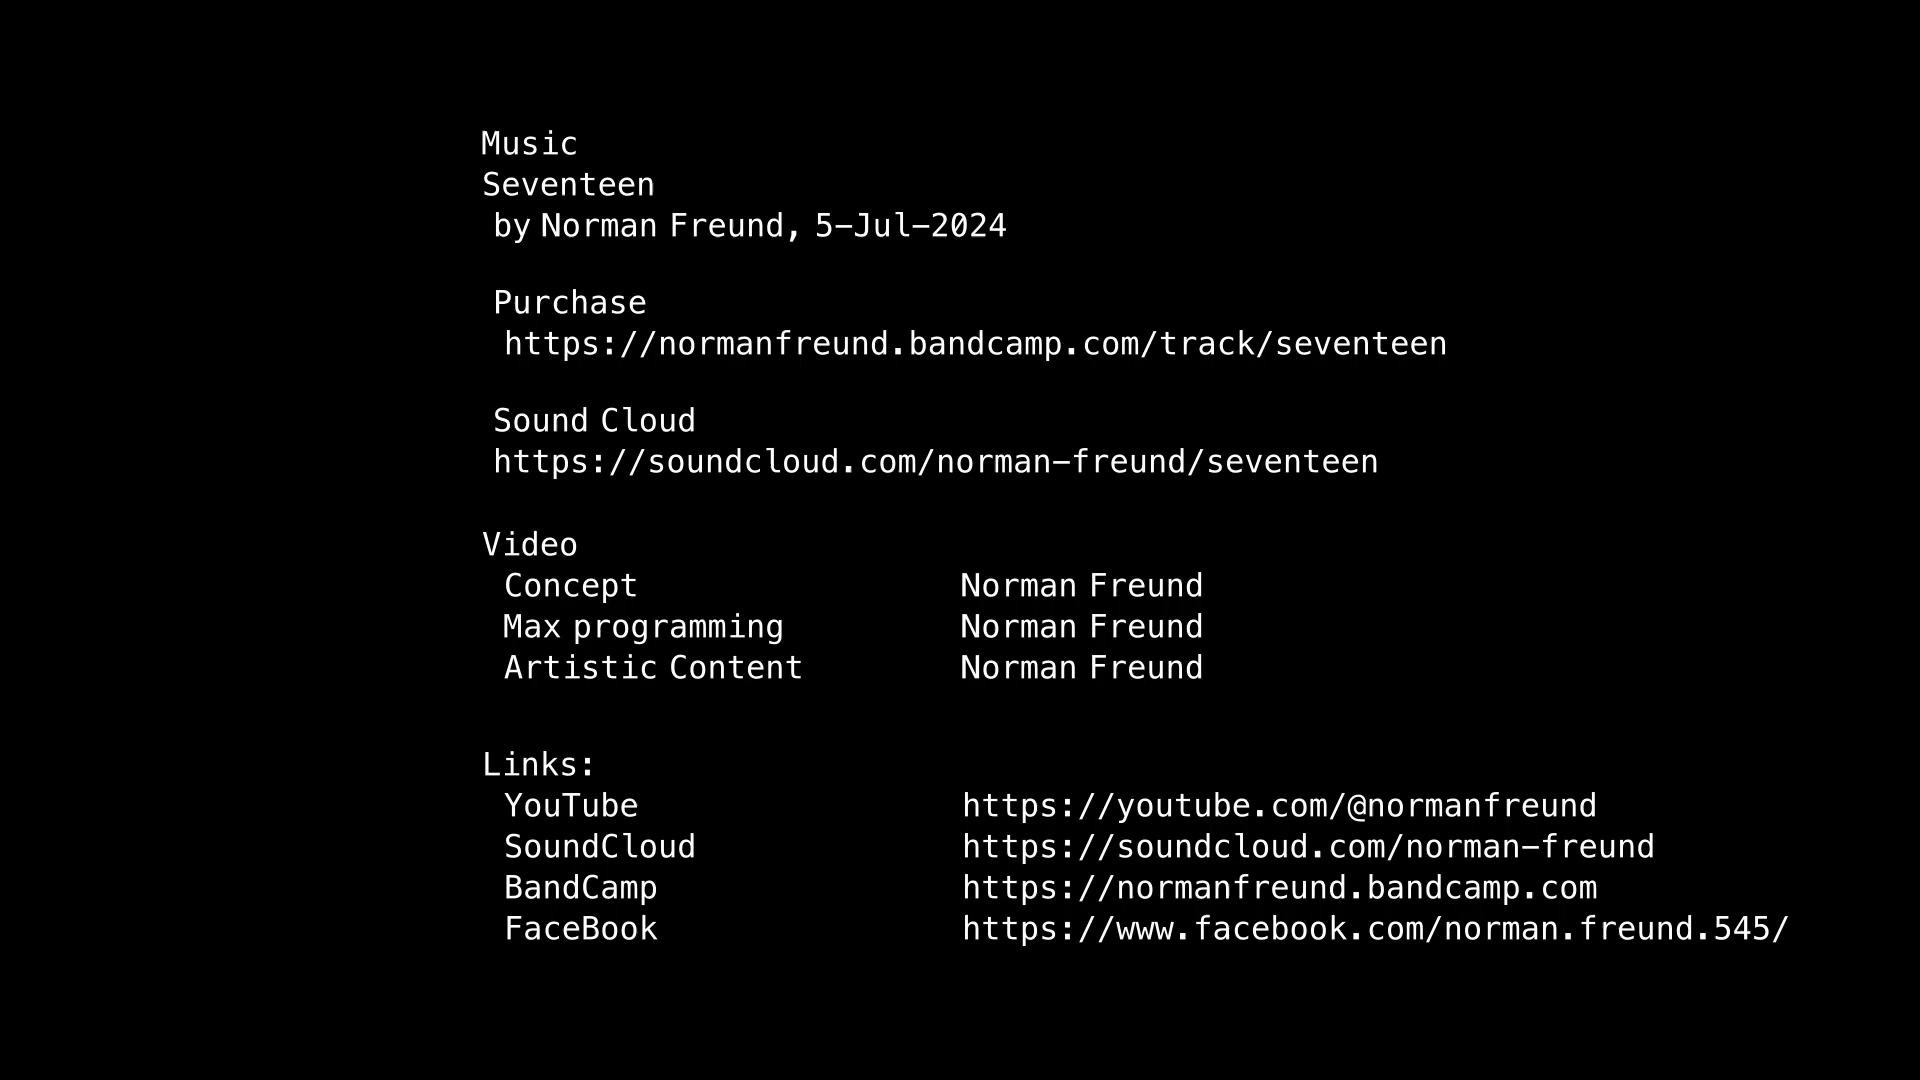 Music
Seventeen
by Norman Freund, 5-Jul-2024
Purchase
https://normanfreund.bandcamp.com/track/seventeen
Sound Cloud
https://soundcloud.com/norman-freund/seventeen
Video
Concept Norman Freund
Max programming Norman Freund
Artistic Content Norman Freund
Links:
YouTube https://youtube.com/@normanfreund
SoundCloud https://soundcloud.com/norman-freund
BandCamp https://normanfreund.bandcamp.com
FaceBook https://www.facebook.com/norman.freund.545/